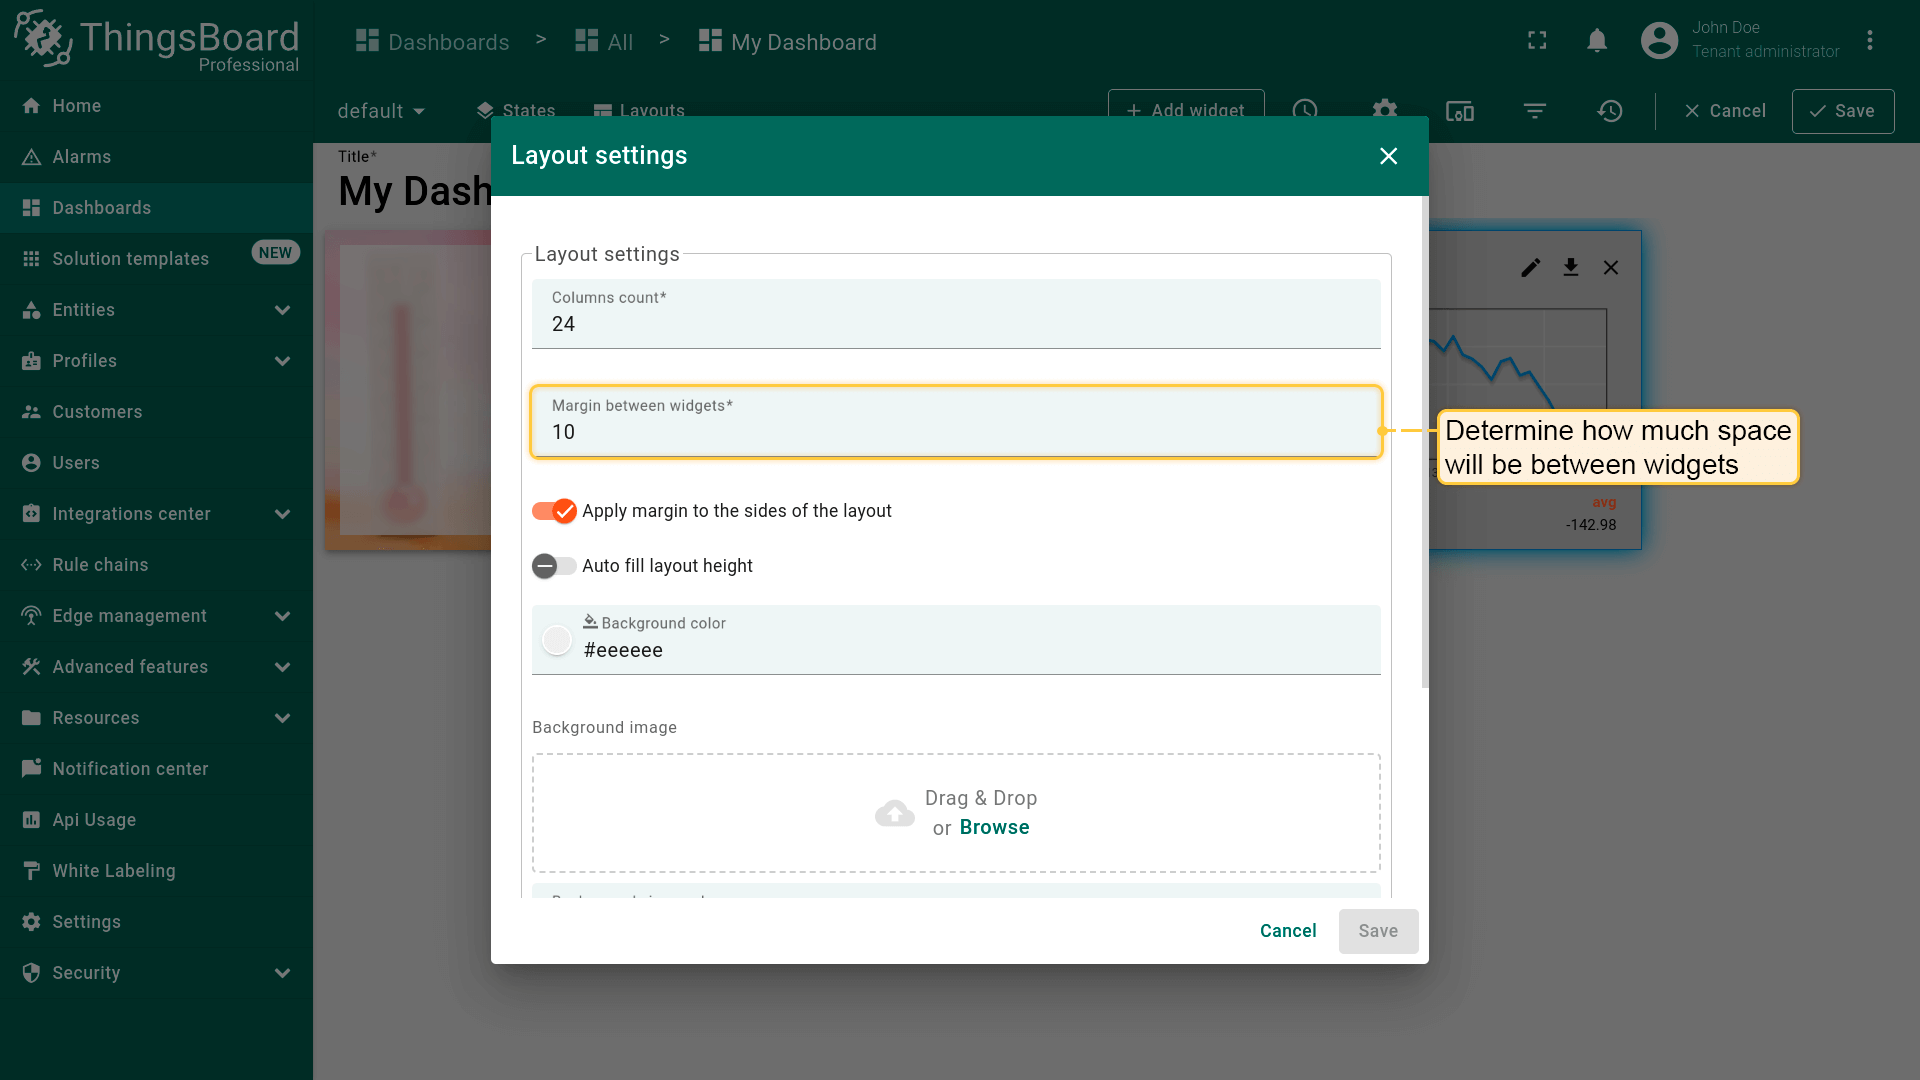 ThingsBoard
Professional
Dashboards > All > My Dashboard
John Doe
Tenant administrator
Home
Alarms
Dashboards
Solution templates NEW
Entities
Profiles
Customers
Users
Integrations center
Rule chains
Edge management
Advanced features
Resources
Notification center
Api Usage
White Labeling
Settings
Security
default States Layouts + Add widget Cancel Save
Title*
My Dash
Layout settings
Layout settings
Columns count*
24
Margin between widgets*
10
Determine how much space
will be between widgets
Apply margin to the sides of the layout
Auto fill layout height
avg
-142.98
Background color
#eeeeee
Background image
Drag & Drop
or Browse
Cancel Save